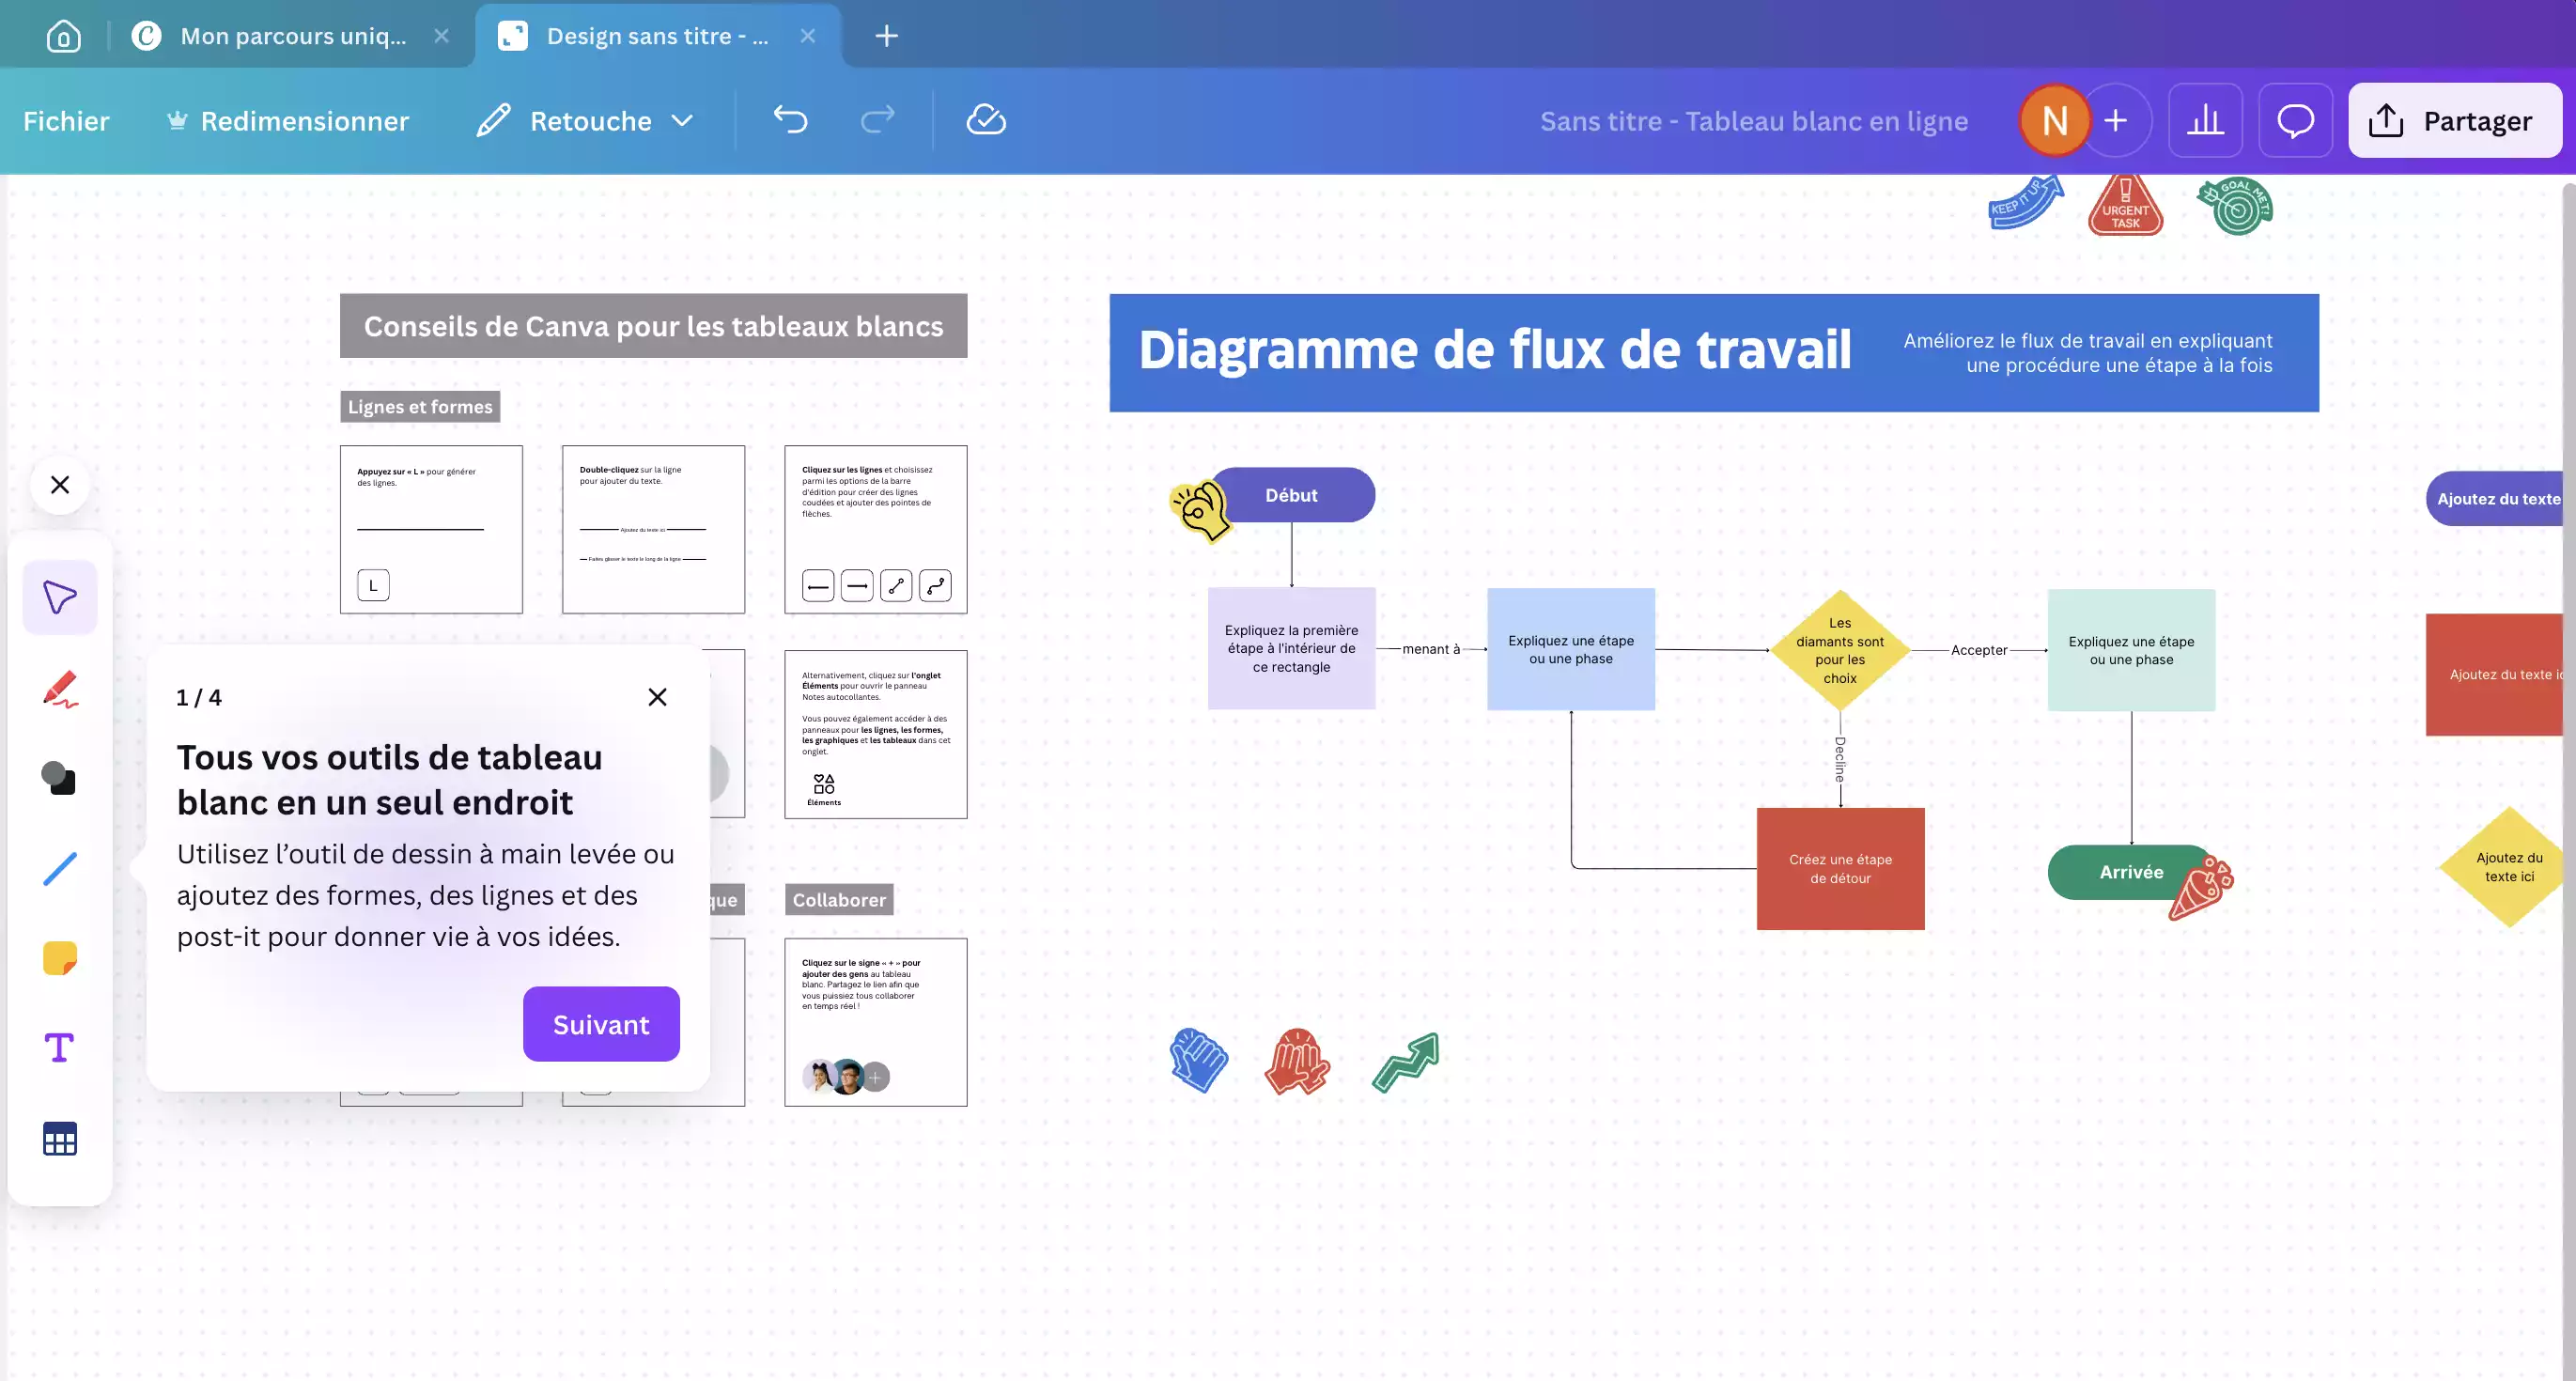 Mon parcours uniq...
Design sans titre - ...
Fichier
Redimensionner
Retouche
Sans titre - Tableau blanc en ligne
N
Partager
KEEP IT UP
URGENT
TASK
GOAL MET!
Conseils de Canva pour les tableaux blancs
Lignes et formes
Appuyez sur « L » pour générer
des lignes.
L
Double-cliquez sur la ligne
pour ajouter du texte.
Ajoutez du texte ici
Faites glisser le texte le long de la ligne
Cliquez sur les lignes et choisissez
parmi les options de la barre
d'édition pour créer des lignes
coudées et ajouter des pointes de
flèches.
1 / 4
Tous vos outils de tableau
blanc en un seul endroit
Utilisez l’outil de dessin à main levée ou
ajoutez des formes, des lignes et des
post-it pour donner vie à vos idées.
Suivant
Alternativement, cliquez sur l'onglet
Éléments pour ouvrir le panneau
Notes autocollantes.
Vous pouvez également accéder à des
panneaux pour les lignes, les formes,
les graphiques et les tableaux dans cet
onglet.
Éléments
que
Collaborer
Cliquez sur le signe « + » pour
ajouter des gens au tableau
blanc. Partagez le lien afin que
vous puissiez tous collaborer
en temps réel !
Diagramme de flux de travail
Améliorez le flux de travail en expliquant
une procédure une étape à la fois
Début
Expliquez la première
étape à l'intérieur de
ce rectangle
menant à
Expliquez une étape
ou une phase
Les
diamants sont
pour les
choix
Accepter
Expliquez une étape
ou une phase
Decline
Créez une étape
de détour
Arrivée
Ajoutez du texte
Ajoutez du texte ic
Ajoutez du
texte ici